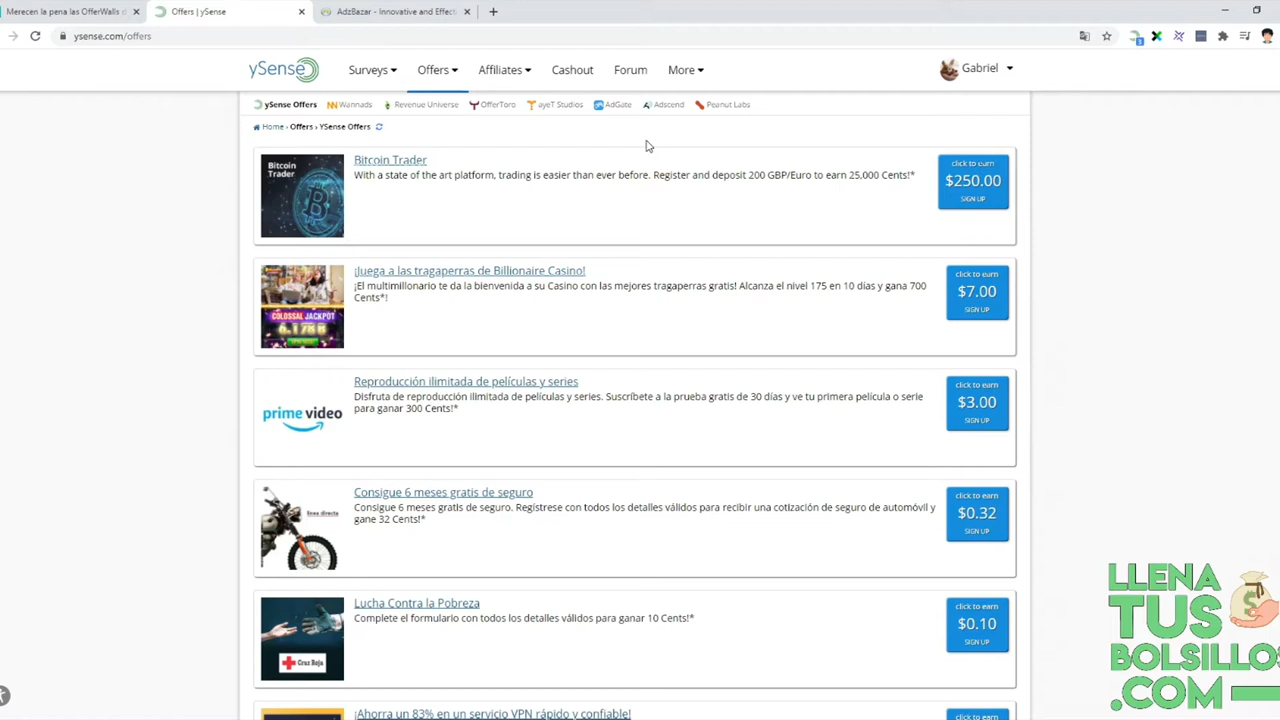 Merecen la pena las OfferWalls
ySense Offers | ySense
AdzBazar - Innovative and Effecti
ysense.com/offers
ySense
Surveys
Offers
Affiliates
Cashout
Forum
More
Gabriel
ySense Offers
Wannads
Revenue Universe
OfferToro
ayeT Studios
AdGate
Adscend
Peanut Labs
Home › Offers › YSense Offers
Bitcoin Trader
Bitcoin Trader
With a state of the art platform, trading is easier than ever before. Register and deposit 200 GBP/Euro to earn 25,000 Cents!*
click to earn
$250.00
SIGN UP
¡Juega a las tragaperras de Billionaire Casino!
¡El multimillonario te da la bienvenida a su Casino con las mejores tragaperras gratis! Alcanza el nivel 175 en 10 días y gana 700
Cents*!
COLOSSAL JACKPOT
click to earn
$7.00
SIGN UP
prime video
Reproducción ilimitada de películas y series
Disfruta de reproducción ilimitada de películas y series. Suscríbete a la prueba gratis de 30 días y ve tu primera película o serie
para ganar 300 Cents!*
click to earn
$3.00
SIGN UP
linea directa
Consigue 6 meses gratis de seguro
Consigue 6 meses gratis de seguro. Regístrese con todos los detalles válidos para recibir una cotización de seguro de automóvil y
gane 32 Cents!*
click to earn
$0.32
SIGN UP
Cruz Roja
Lucha Contra la Pobreza
Complete el formulario con todos los detalles válidos para ganar 10 Cents!*
click to earn
$0.10
SIGN UP
¡Ahorra un 83% en un servicio VPN rápido y confiable!
click to earn
LLENA
TUS
BOLSILLOS
.COM